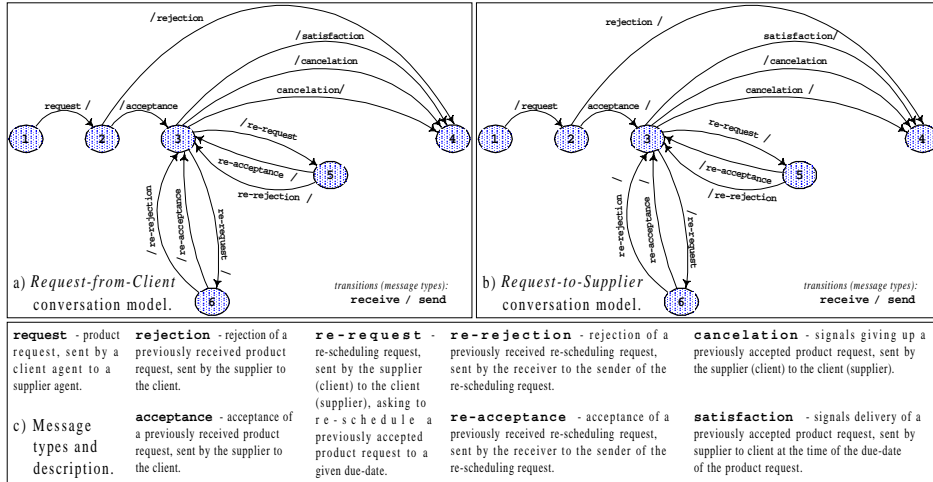 /rejection
/satisfaction
/cancelation
cancelation/
request /
/acceptance
1
2
3
4
/re-request
re-acceptance /
re-rejection /
5
/ re-rejection
/ re-acceptance
re-request /
6
a) Request-from-Client
conversation model.
transitions (message types):
receive / send
rejection /
satisfaction/
/cancelation
cancelation /
/request
acceptance /
1
2
3
4
re-request /
/re-acceptance
/re-rejection
5
re-rejection /
re-acceptance /
/ re-request
6
b) Request-to-Supplier
conversation model.
transitions (message types):
receive / send
request - product
request, sent by a
client agent to a
supplier agent.
c) Message
types and
description.
rejection - rejection of a
previously received product
request, sent by the supplier to
the client.
acceptance - acceptance of
a previously received product
request, sent by the supplier to
the client.
re-request -
re-scheduling request,
sent by the supplier
(client) to the client
(supplier), asking to
re-schedule a
previously accepted
product request to a
given due-date.
re-rejection - rejection of a
previously received re-scheduling request,
sent by the receiver to the sender of the
re-scheduling request.
re-acceptance - acceptance of a
previously received re-scheduling request,
sent by the receiver to the sender of the
re-scheduling request.
cancelation - signals giving up a
previously accepted product request, sent by
the supplier (client) to the client (supplier).
satisfaction - signals delivery of a
previously accepted product request, sent by
supplier to client at the time of the due-date
of the product request.